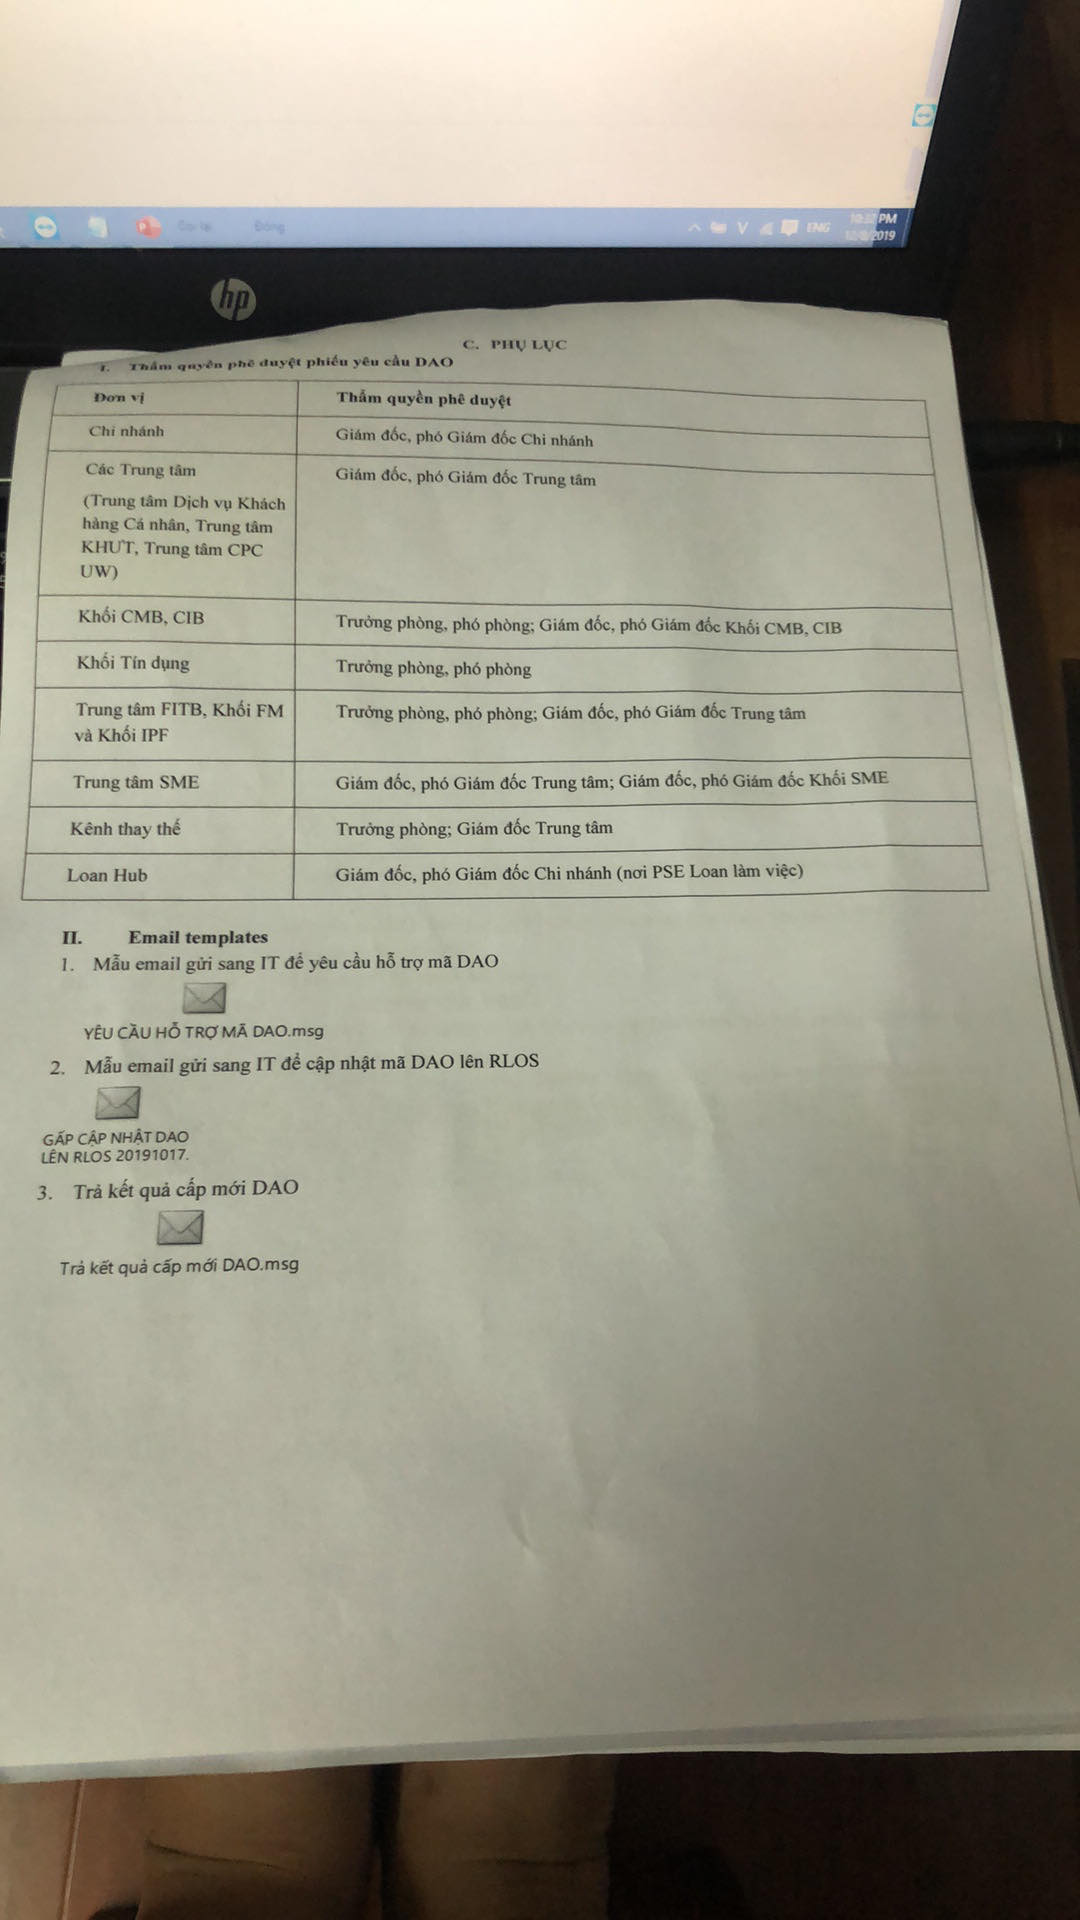 ENG
PM
2019
hp
C. PHỤ LỤC
I. Thẩm quyền phê duyệt phiếu yêu cầu DAO
Đơn vị
Thẩm quyền phê duyệt
Chi nhánh
Giám đốc, phó Giám đốc Chi nhánh
Các Trung tâm
(Trung tâm Dịch vụ Khách
hàng Cá nhân, Trung tâm
KHƯT, Trung tâm CPC
UW)
Giám đốc, phó Giám đốc Trung tâm
Khối CMB, CIB
Trưởng phòng, phó phòng; Giám đốc, phó Giám đốc Khối CMB, CIB
Khối Tín dụng
Trưởng phòng, phó phòng
Trung tâm FITB, Khối FM
và Khối IPF
Trưởng phòng, phó phòng; Giám đốc, phó Giám đốc Trung tâm
Trung tâm SME
Giám đốc, phó Giám đốc Trung tâm; Giám đốc, phó Giám đốc Khối SME
Kênh thay thế
Trưởng phòng; Giám đốc Trung tâm
Loan Hub
Giám đốc, phó Giám đốc Chi nhánh (nơi PSE Loan làm việc)
II. Email templates
1. Mẫu email gửi sang IT để yêu cầu hỗ trợ mã DAO
YÊU CẦU HỖ TRỢ MÃ DAO.msg
2. Mẫu email gửi sang IT để cập nhật mã DAO lên RLOS
GẤP CẬP NHẬT DAO
LÊN RLOS 20191017.
3. Trả kết quả cấp mới DAO
Trả kết quả cấp mới DAO.msg